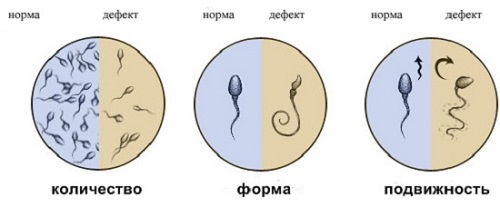 норма дефект норма дефект норма дефект
количество форма подвижность